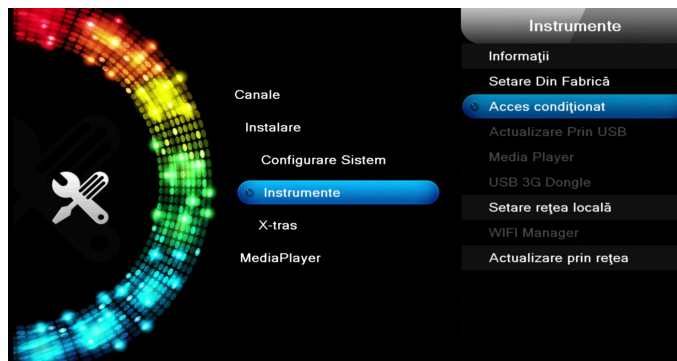 Canale
Instalare
Configurare Sistem
Instrumente
X-tras
MediaPlayer
Instrumente
Informaţii
Setare Din Fabrică
Acces condiţionat
Actualizare Prin USB
Media Player
USB 3G Dongle
Setare reţea locală
WIFI Manager
Actualizare prin reţea